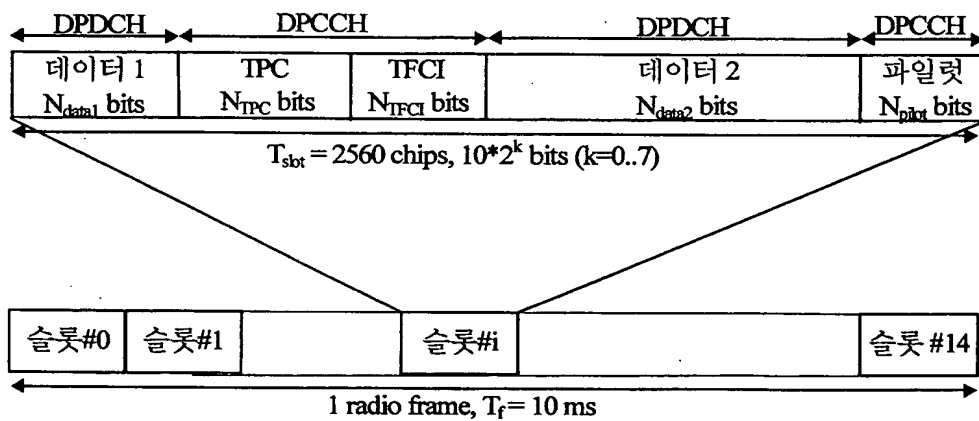 DPDCH DPCCH DPDCH DPCCH
데이터 1 TPC TFCI 데이터 2 파일럿
N_data1 bits N_TPC bits N_TFCI bits N_data2 bits N_pilot bits
T_slot = 2560 chips, 10*2^k bits (k=0..7)
슬롯#0 슬롯#1 슬롯#i 슬롯 #14
1 radio frame, T_f = 10 ms